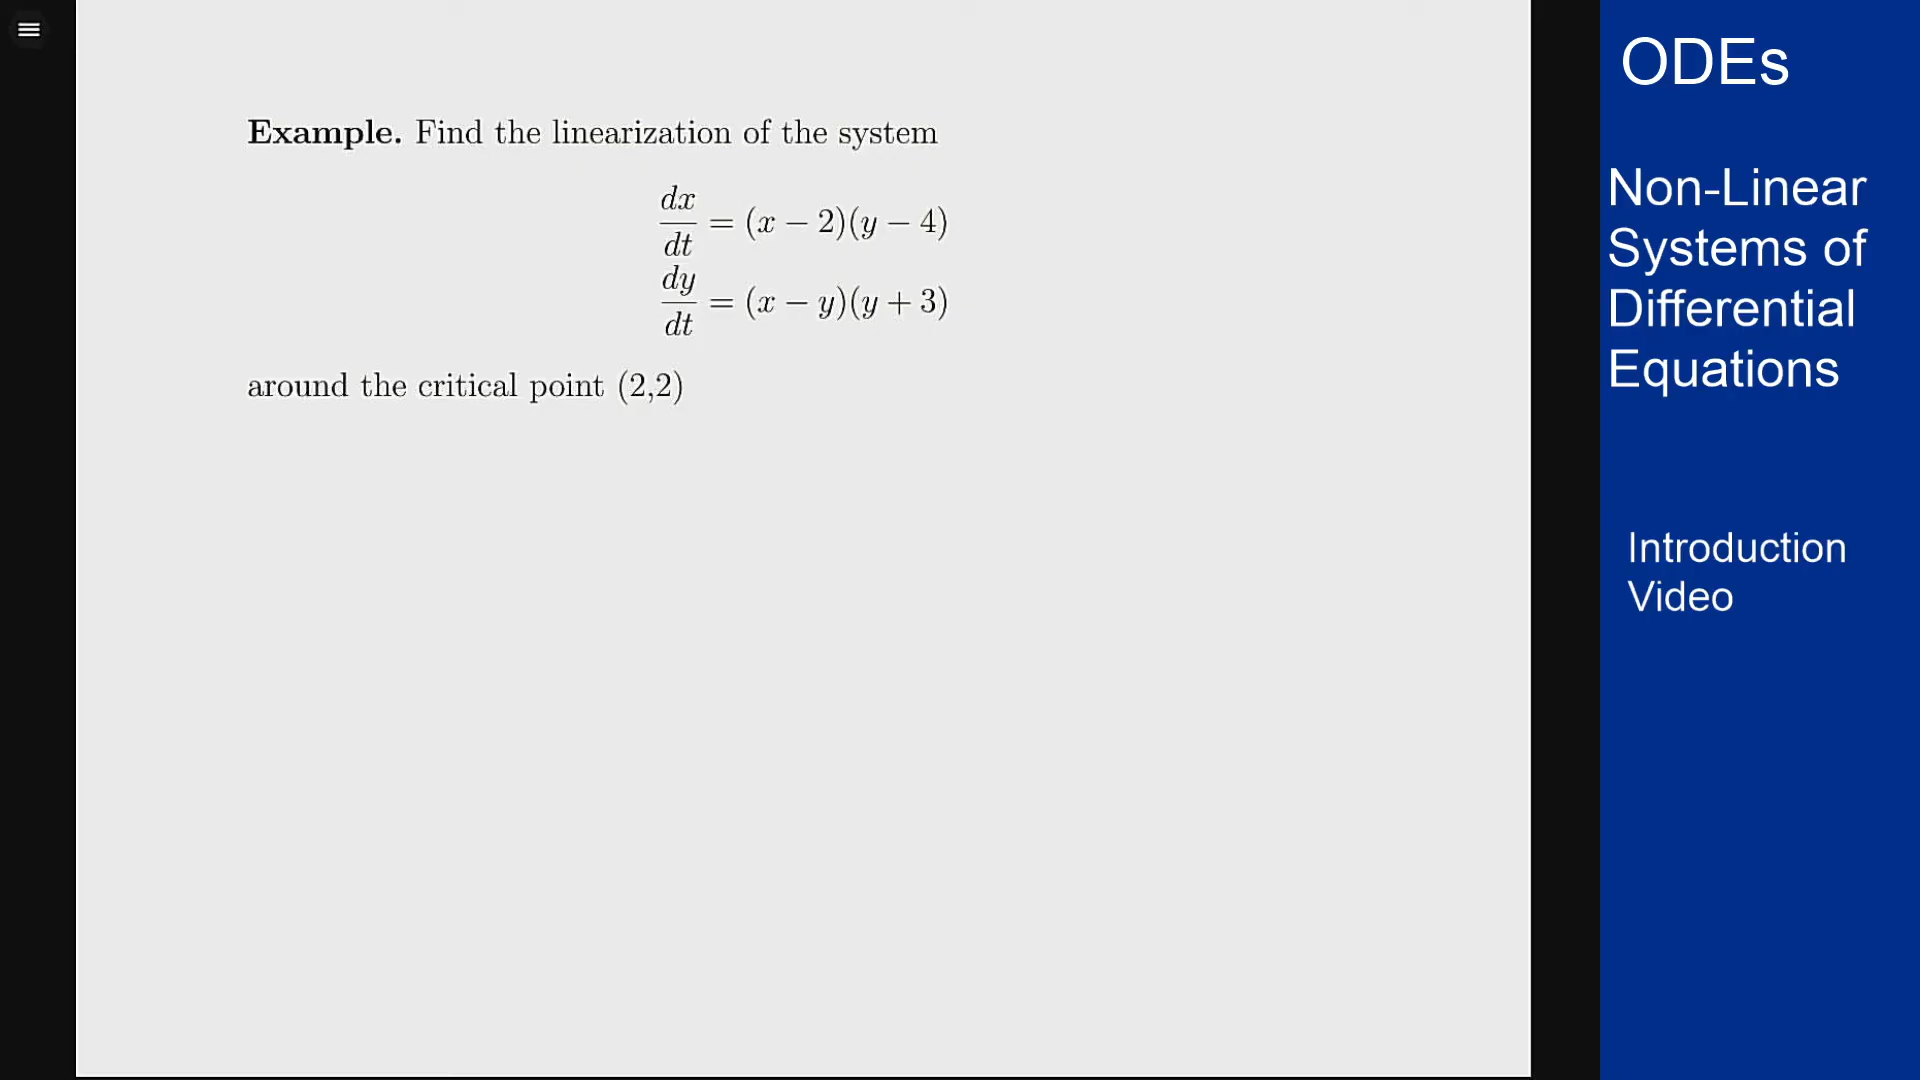 Example. Find the linearization of the system
dx/dt = (x − 2)(y − 4)
dy/dt = (x − y)(y + 3)
around the critical point (2,2)
ODEs
Non-Linear
Systems of
Differential
Equations
Introduction
Video